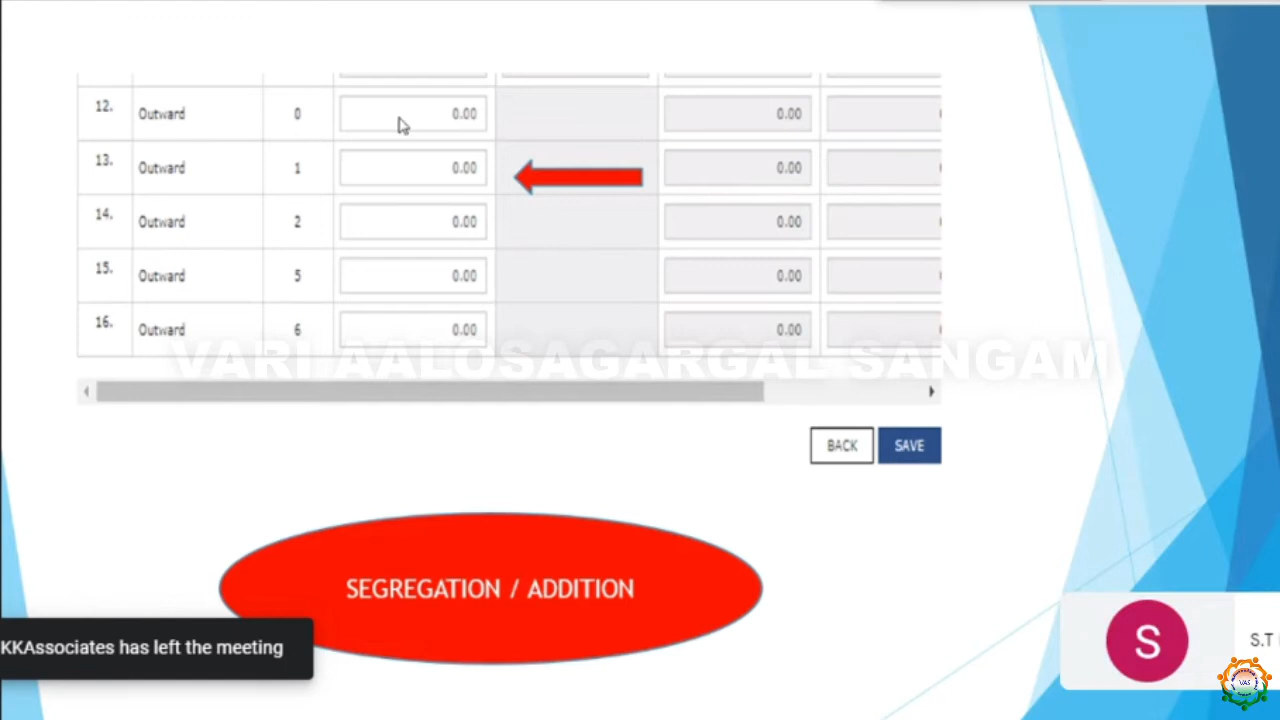 12. Outward 0 0.00 0.00
13. Outward 1 0.00 0.00
14. Outward 2 0.00 0.00
15. Outward 5 0.00 0.00
16. Outward 6 0.00 0.00
VARI AALOSAGARGAL SANGAM
BACK SAVE
SEGREGATION / ADDITION
KKAssociates has left the meeting
S S.T
VAS